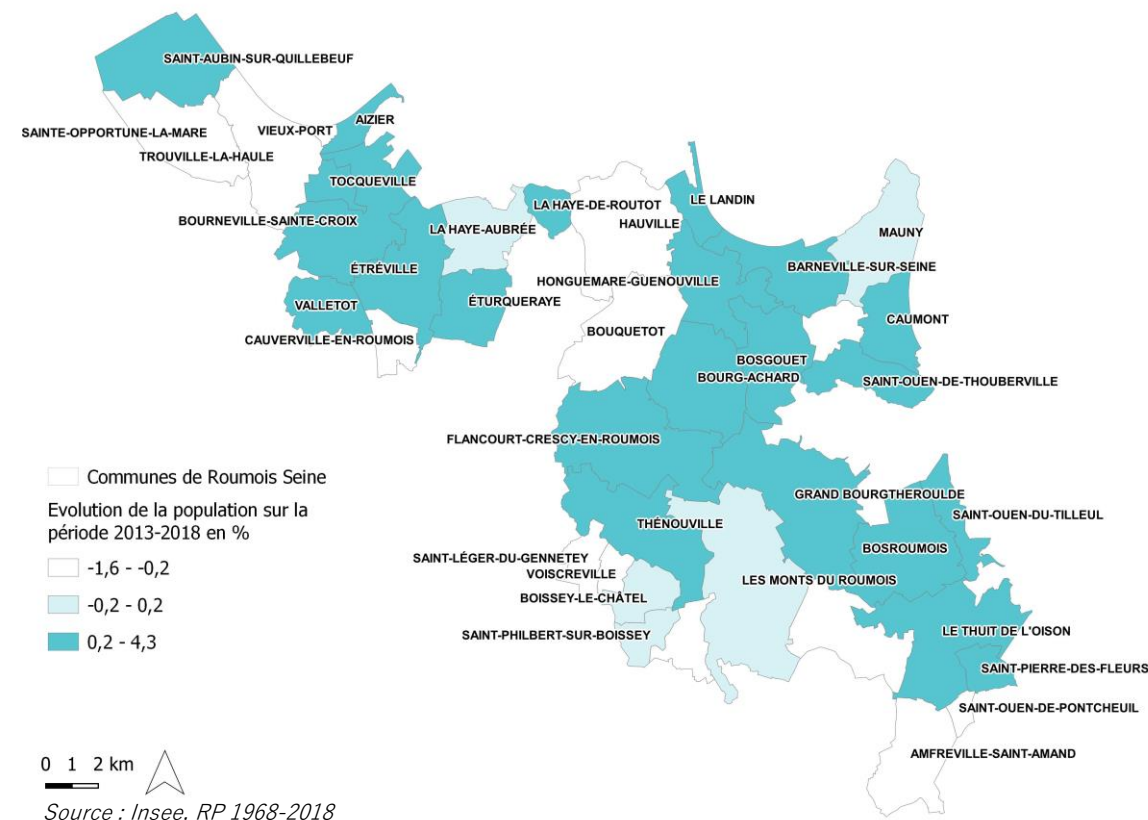 SAINT-AUBIN-SUR-QUILLEBEUF
AIZIER
SAINTE-OPPORTUNE-LA-MARE
VIEUX-PORT
TROUVILLE-LA-HAULE
TOCQUEVILLE
LE LANDIN
LA HAYE-DE-ROUTOT
BOURNEVILLE-SAINTE-CROIX
HAUVILLE
LA HAYE-AUBRÉE
MAUNY
BARNEVILLE-SUR-SEINE
ÉTRÉVILLE
HONGUEMARE-GUENOUVILLE
VALLETOT
ÉTURQUERAYE
CAUMONT
BOUQUETOT
CAUVERVILLE-EN-ROUMOIS
BOSGOUET
BOURG-ACHARD
SAINT-OUEN-DE-THOUBERVILLE
FLANCOURT-CRESCY-EN-ROUMOIS
GRAND BOURGTHEROULDE
SAINT-OUEN-DU-TILLEUL
THÉNOUVILLE
BOSROUMOIS
SAINT-LÉGER-DU-GENNETEY
VOISCREVILLE
LES MONTS DU ROUMOIS
BOISSEY-LE-CHÂTEL
SAINT-PHILBERT-SUR-BOISSEY
LE THUIT DE L'OISON
SAINT-PIERRE-DES-FLEURS
SAINT-OUEN-DE-PONTCHEUIL
AMFREVILLE-SAINT-AMAND
Communes de Roumois Seine
Evolution de la population sur la
période 2013-2018 en %
-1,6 - -0,2
-0,2 - 0,2
0,2 - 4,3
0 1 2 km
Source : Insee. RP 1968-2018